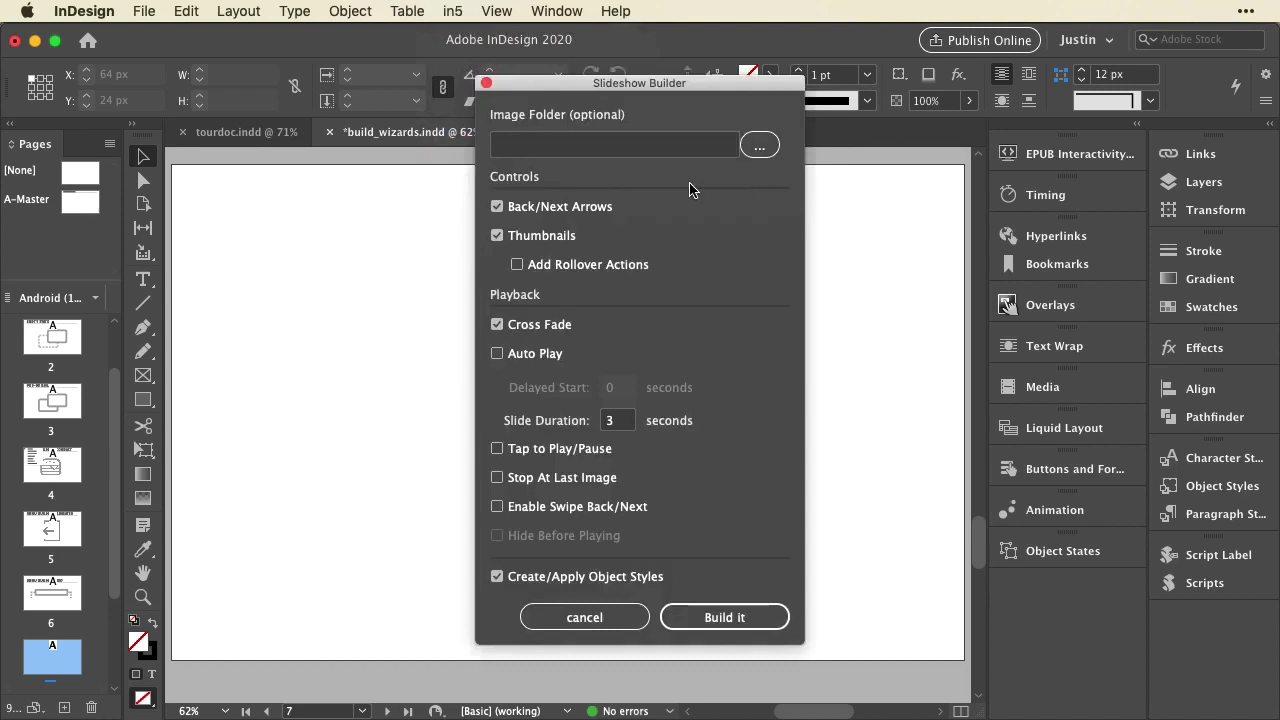 InDesign File Edit Layout Type Object Table in5 View Window Help
Adobe InDesign 2020
Publish Online
Justin
Adobe Stock
X: 64 px
W:
1 pt
12 px
Y: 24 px
H:
100%
tourdoc.indd @ 71%
*build_wizards.indd @ 62%
Pages
[None]
A-Master
Android (1...
A
2
A
3
A
4
A
5
A
6
A
9...
Slideshow Builder
Image Folder (optional)
...
Controls
Back/Next Arrows
Thumbnails
Add Rollover Actions
Playback
Cross Fade
Auto Play
Delayed Start: 0 seconds
Slide Duration: 3 seconds
Tap to Play/Pause
Stop At Last Image
Enable Swipe Back/Next
Hide Before Playing
Create/Apply Object Styles
cancel
Build it
EPUB Interactivity...
Timing
Hyperlinks
Bookmarks
Overlays
Text Wrap
Media
Liquid Layout
Buttons and For...
Animation
Object States
Links
Layers
Transform
Stroke
Gradient
Swatches
Effects
Align
Pathfinder
Character St...
Object Styles
Paragraph St...
Script Label
Scripts
62%
7
[Basic] (working)
No errors